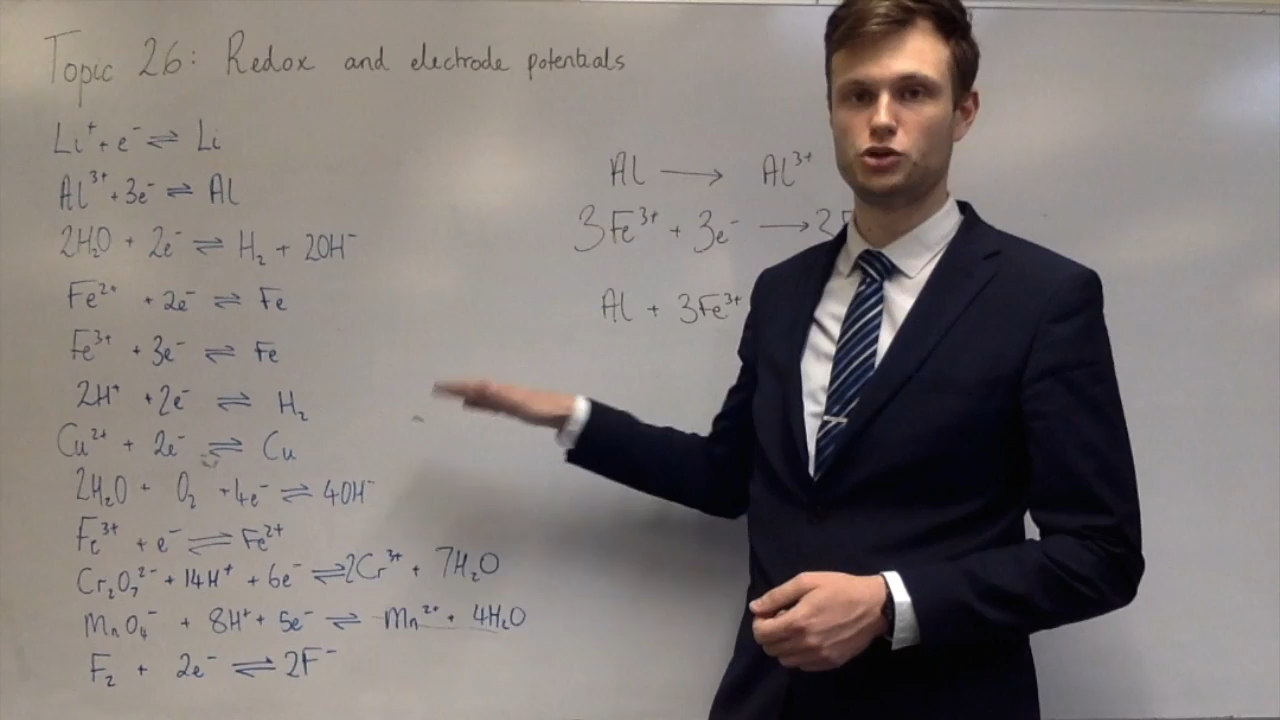 Topic 26: Redox and electrode potentials
Li⁺ + e⁻ ⇌ Li
Al³⁺ + 3e⁻ ⇌ Al
2H₂O + 2e⁻ ⇌ H₂ + 2OH⁻
Fe²⁺ + 2e⁻ ⇌ Fe
Fe³⁺ + 3e⁻ ⇌ Fe
2H⁺ + 2e⁻ ⇌ H₂
Cu²⁺ + 2e⁻ ⇌ Cu
2H₂O + O₂ + 4e⁻ ⇌ 4OH⁻
Fe³⁺ + e⁻ ⇌ Fe²⁺
Cr₂O₇²⁻ + 14H⁺ + 6e⁻ ⇌ 2Cr³⁺ + 7H₂O
MnO₄⁻ + 8H⁺ + 5e⁻ ⇌ Mn²⁺ + 4H₂O
F₂ + 2e⁻ ⇌ 2F⁻
Al → Al³⁺
3Fe³⁺ + 3e⁻ →
Al + 3Fe³⁺